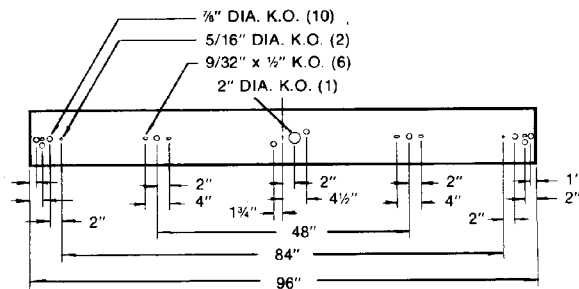 ⅞" DIA. K.O. (10)
5/16" DIA. K.O. (2)
9/32" x ½" K.O. (6)
2" DIA. K.O. (1)
2" 2" 2" 1"
4" 4½" 4" 2"
2" 1¾" 2"
48"
84"
96"